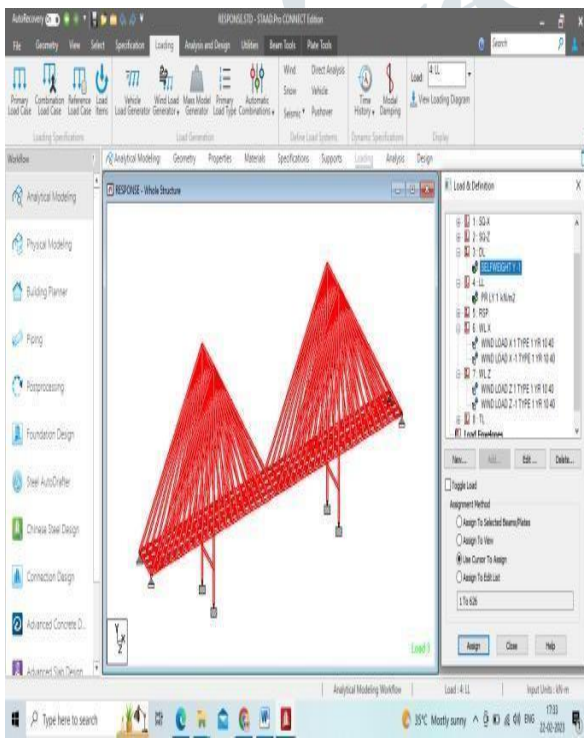 AutoRecovery
RESPONSE.STD - STAAD.Pro CONNECT Edition
File Geometry View Select Specification Loading Analysis and Design Utilities Beam Tools Plate Tools
Search
Primary Load Case
Combination Load Case
Reference Load Case
Load Items
Loading Specifications
Vehicle Load Generator
Wind Load Generator
Mass Model Generator
Primary Load Type
Automatic Combinations
Load Generation
Wind Direct Analysis
Snow Vehicle
Seismic Pushover
Define Load Systems
Time History
Model Damping
Dynamic Specifications
Load: 4: LL
View Loading Diagram
Display
Workflow
Analytical Modeling: Geometry Properties Materials Specifications Supports Loading Analysis Design
Analytical Modeling
Physical Modeling
Building Planner
Piping
Postprocessing
Foundation Design
Steel AutoDrafter
Chinese Steel Design
Connection Design
Advanced Concrete D...
Advanced Slab Design
RESPONSE - Whole Structure
Y
X
Z
Load 3
Load & Definition
1: SQ-X
2: SQ-Z
3: DL
SELFWEIGHT Y -1
4: LL
5: RSP
6: WL-X
WIND LOAD X 1 TYPE 1 YR 10 40
WIND LOAD X -1 TYPE 1 YR 10 40
7: WL-Z
WIND LOAD Z 1 TYPE 1 YR 10 40
WIND LOAD Z -1 TYPE 1 YR 10 40
8: TL
Load Envelopes
New... Add... Edit... Delete...
Toggle Load
Assignment Method
Assign To Selected Beams/Plates
Assign To View
Use Cursor To Assign
Assign To Edit List
1 To 626
Assign Close Help
Analytical Modeling Workflow Load : 4: LL Input Units : kN-m
Type here to search
35°C Mostly sunny
ENG
17:33
22-02-2023